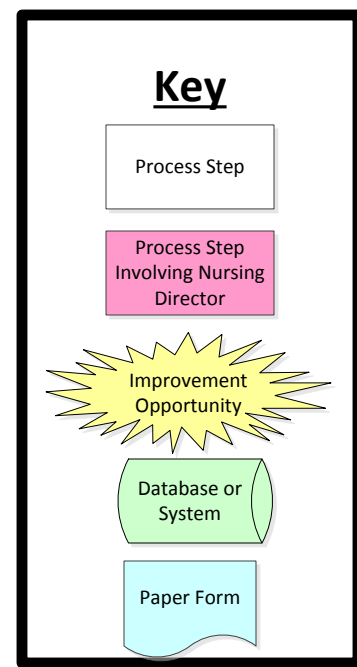 Key
Process Step
Process Step
Involving Nursing
Director
Improvement
Opportunity
Database or
System
Paper Form